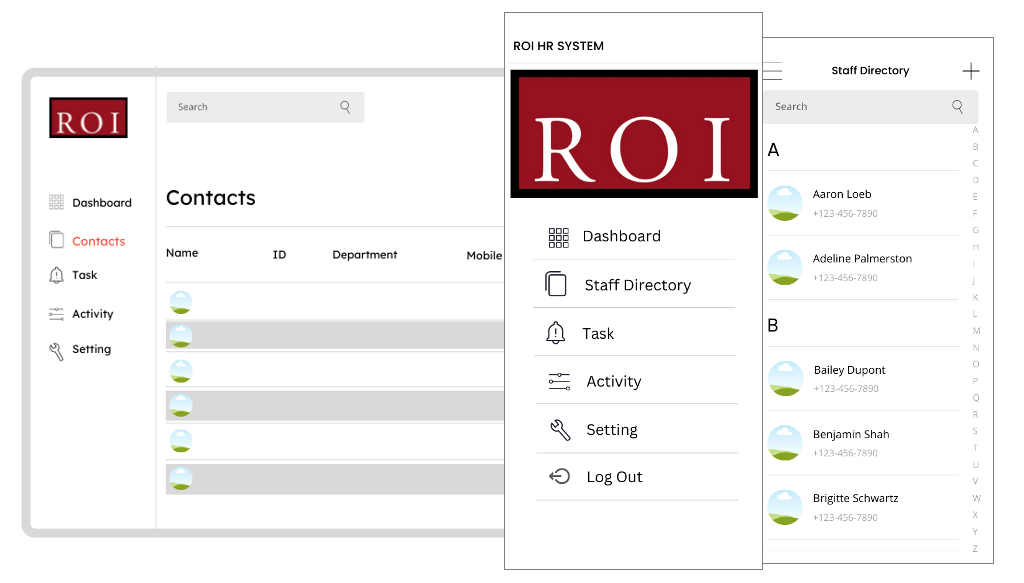 ROI
Search
Dashboard
Contacts
Task
Activity
Setting
Contacts
Name ID Department Mobile
ROI HR SYSTEM
ROI
Dashboard
Staff Directory
Task
Activity
Setting
Log Out
Staff Directory
Search
A
Aaron Loeb
+123-456-7890
Adeline Palmerston
+123-456-7890
B
Bailey Dupont
+123-456-7890
Benjamin Shah
+123-456-7890
Brigitte Schwartz
+123-456-7890
A
B
C
D
E
F
G
H
I
J
K
L
M
N
O
P
Q
R
S
T
U
V
W
X
Y
Z